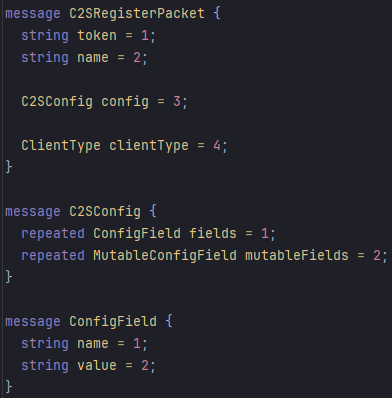 message C2SRegisterPacket {
  string token = 1;
  string name = 2;

  C2SConfig config = 3;

  ClientType clientType = 4;
}

message C2SConfig {
  repeated ConfigField fields = 1;
  repeated MutableConfigField mutableFields = 2;
}

message ConfigField {
  string name = 1;
  string value = 2;
}